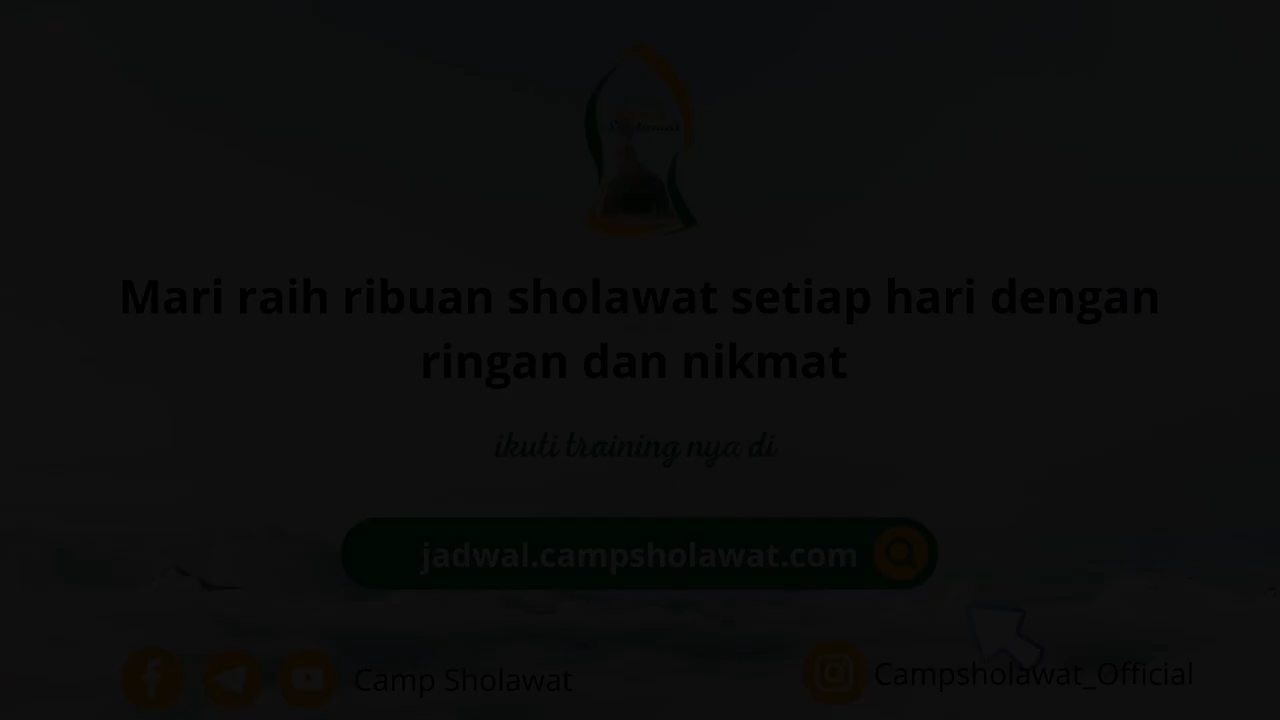 Mari raih ribuan sholawat setiap hari dengan
ringan dan nikmat
ikuti training nya di
jadwal.campsholawat.com
Camp Sholawat
Campsholawat_Official